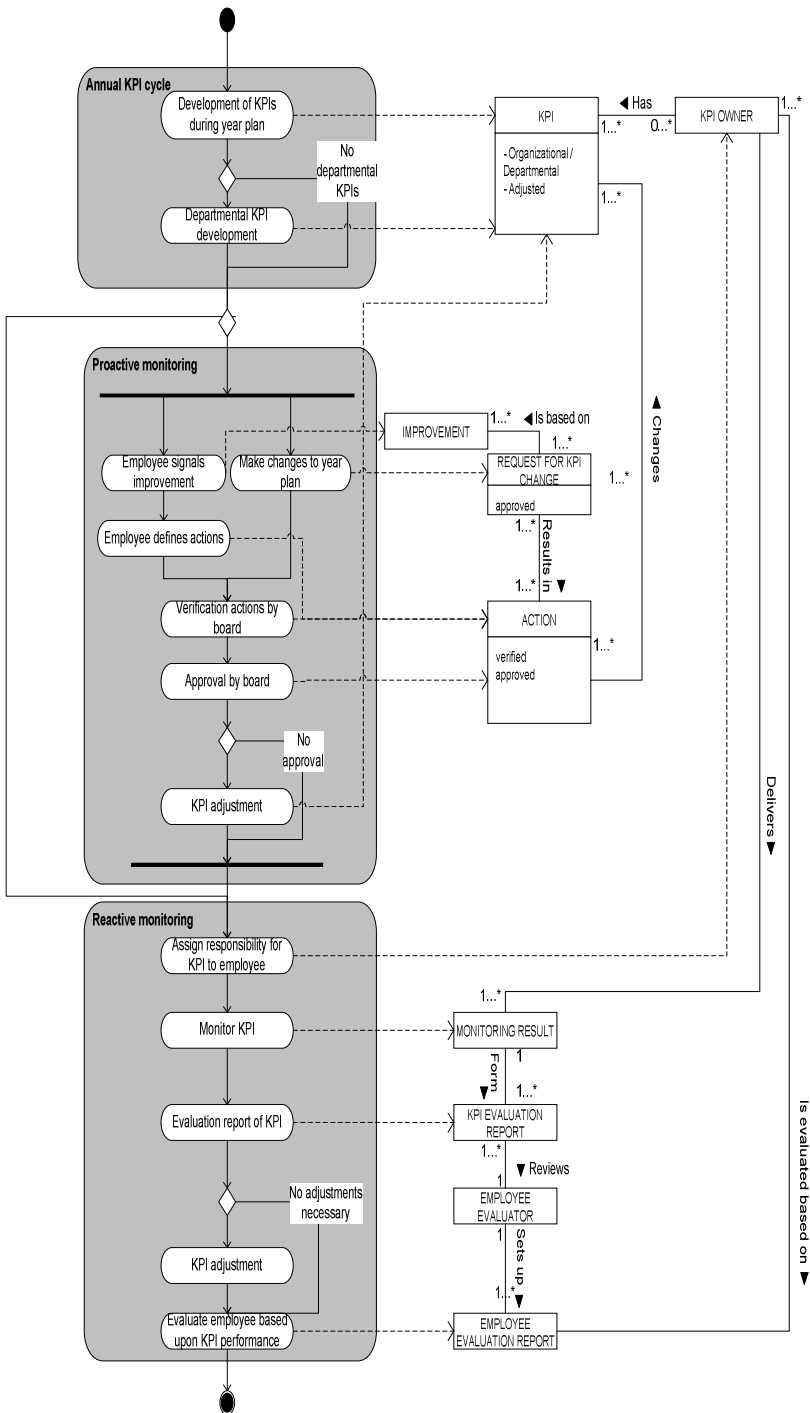 Annual KPI cycle
Development of KPIs
during year plan
No
departmental
KPIs
Departmental KPI
development
KPI
- Organizational /
Departmental
- Adjusted
◄ Has
1...*
0...*
KPI OWNER
1...*
1...*
Proactive monitoring
Employee signals
improvement
Make changes to year
plan
Employee defines actions
Verification actions by
board
Approval by board
No
approval
KPI adjustment
IMPROVEMENT
1...*
◄ Is based on
1...*
REQUEST FOR KPI
CHANGE
approved
1...*
1...*
Results in ▼
1...*
ACTION
1...*
verified
approved
Changes ▲
Delivers ▼
Reactive monitoring
Assign responsibility for
KPI to employee
Monitor KPI
Evaluation report of KPI
No adjustments
necessary
KPI adjustment
Evaluate employee based
upon KPI performance
1...*
MONITORING RESULT
1
Form ▼
1...*
KPI EVALUATION
REPORT
1...*
▼ Reviews
1
EMPLOYEE
EVALUATOR
1
Sets up ▼
1...*
EMPLOYEE
EVALUATION REPORT
Is evaluated based on ▼